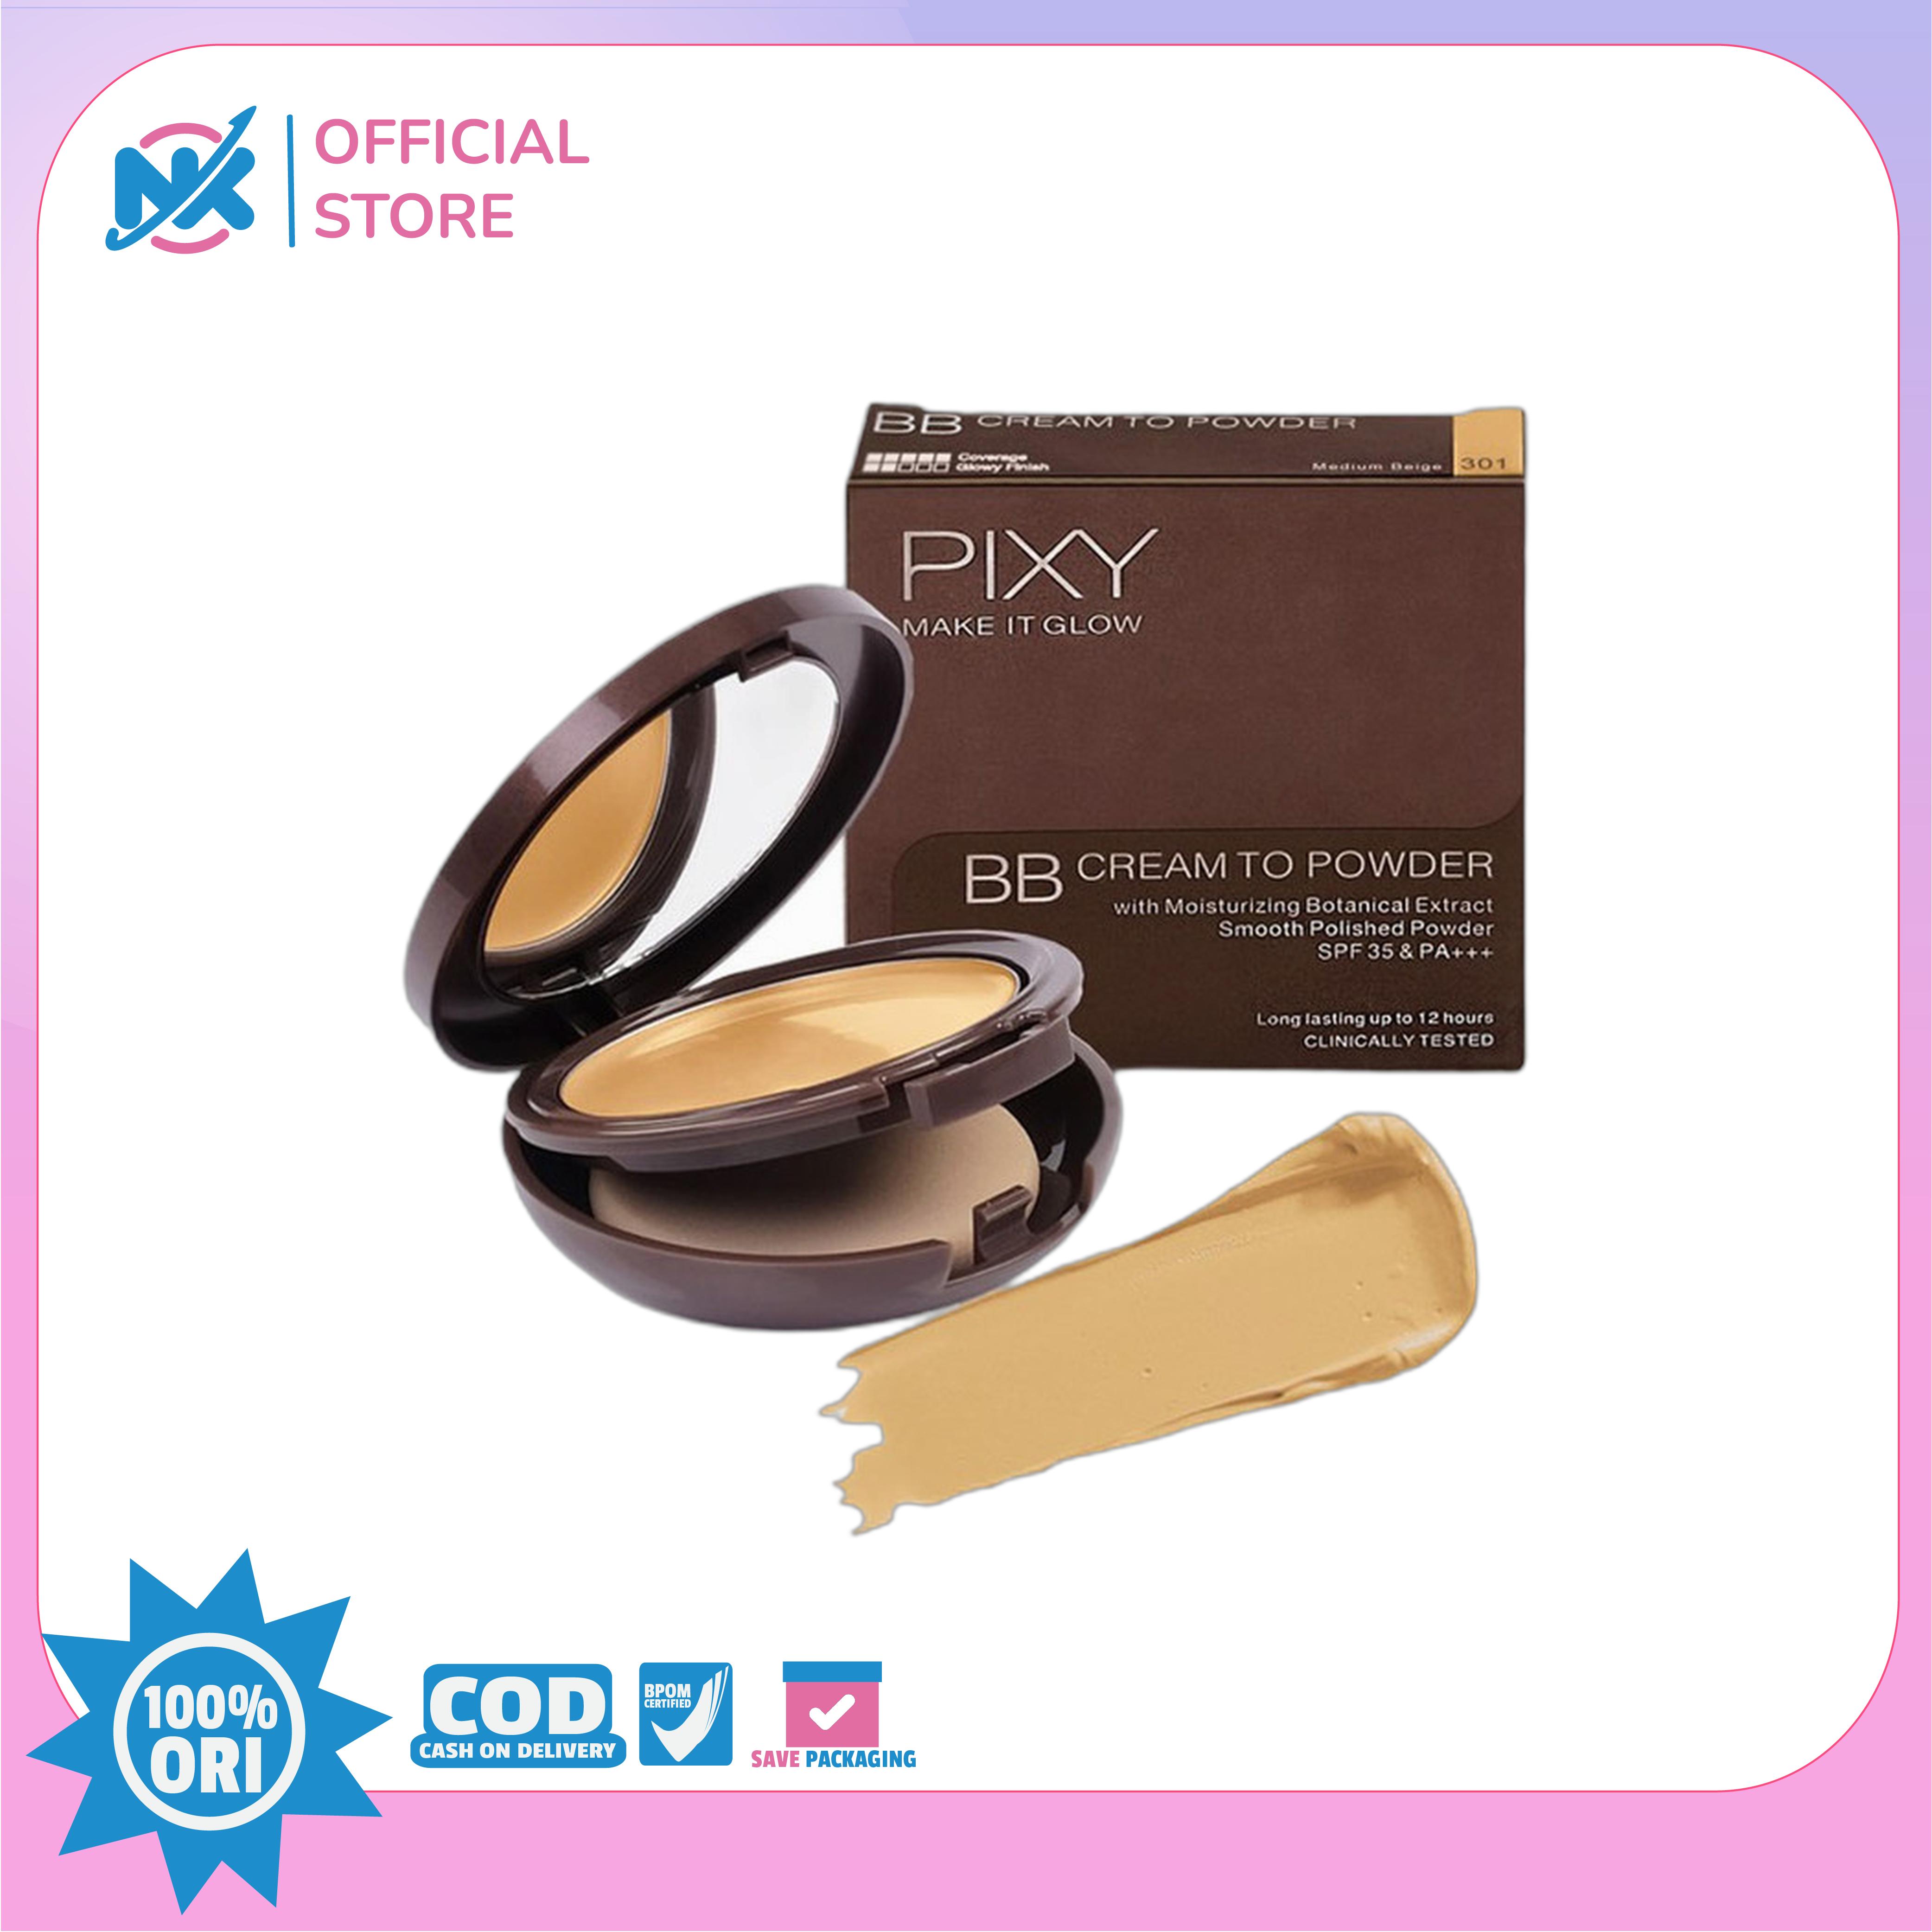 NK
OFFICIAL
STORE
BB CREAM TO POWDER
Coverage
Glowy Finish
Medium Beige 301
PIXY
MAKE IT GLOW
BB CREAM TO POWDER
with Moisturizing Botanical Extract
Smooth Polished Powder
SPF 35 & PA+++
Long lasting up to 12 hours
CLINICALLY TESTED
100%
ORI
COD
CASH ON DELIVERY
BPOM
CERTIFIED
SAVE PACKAGING